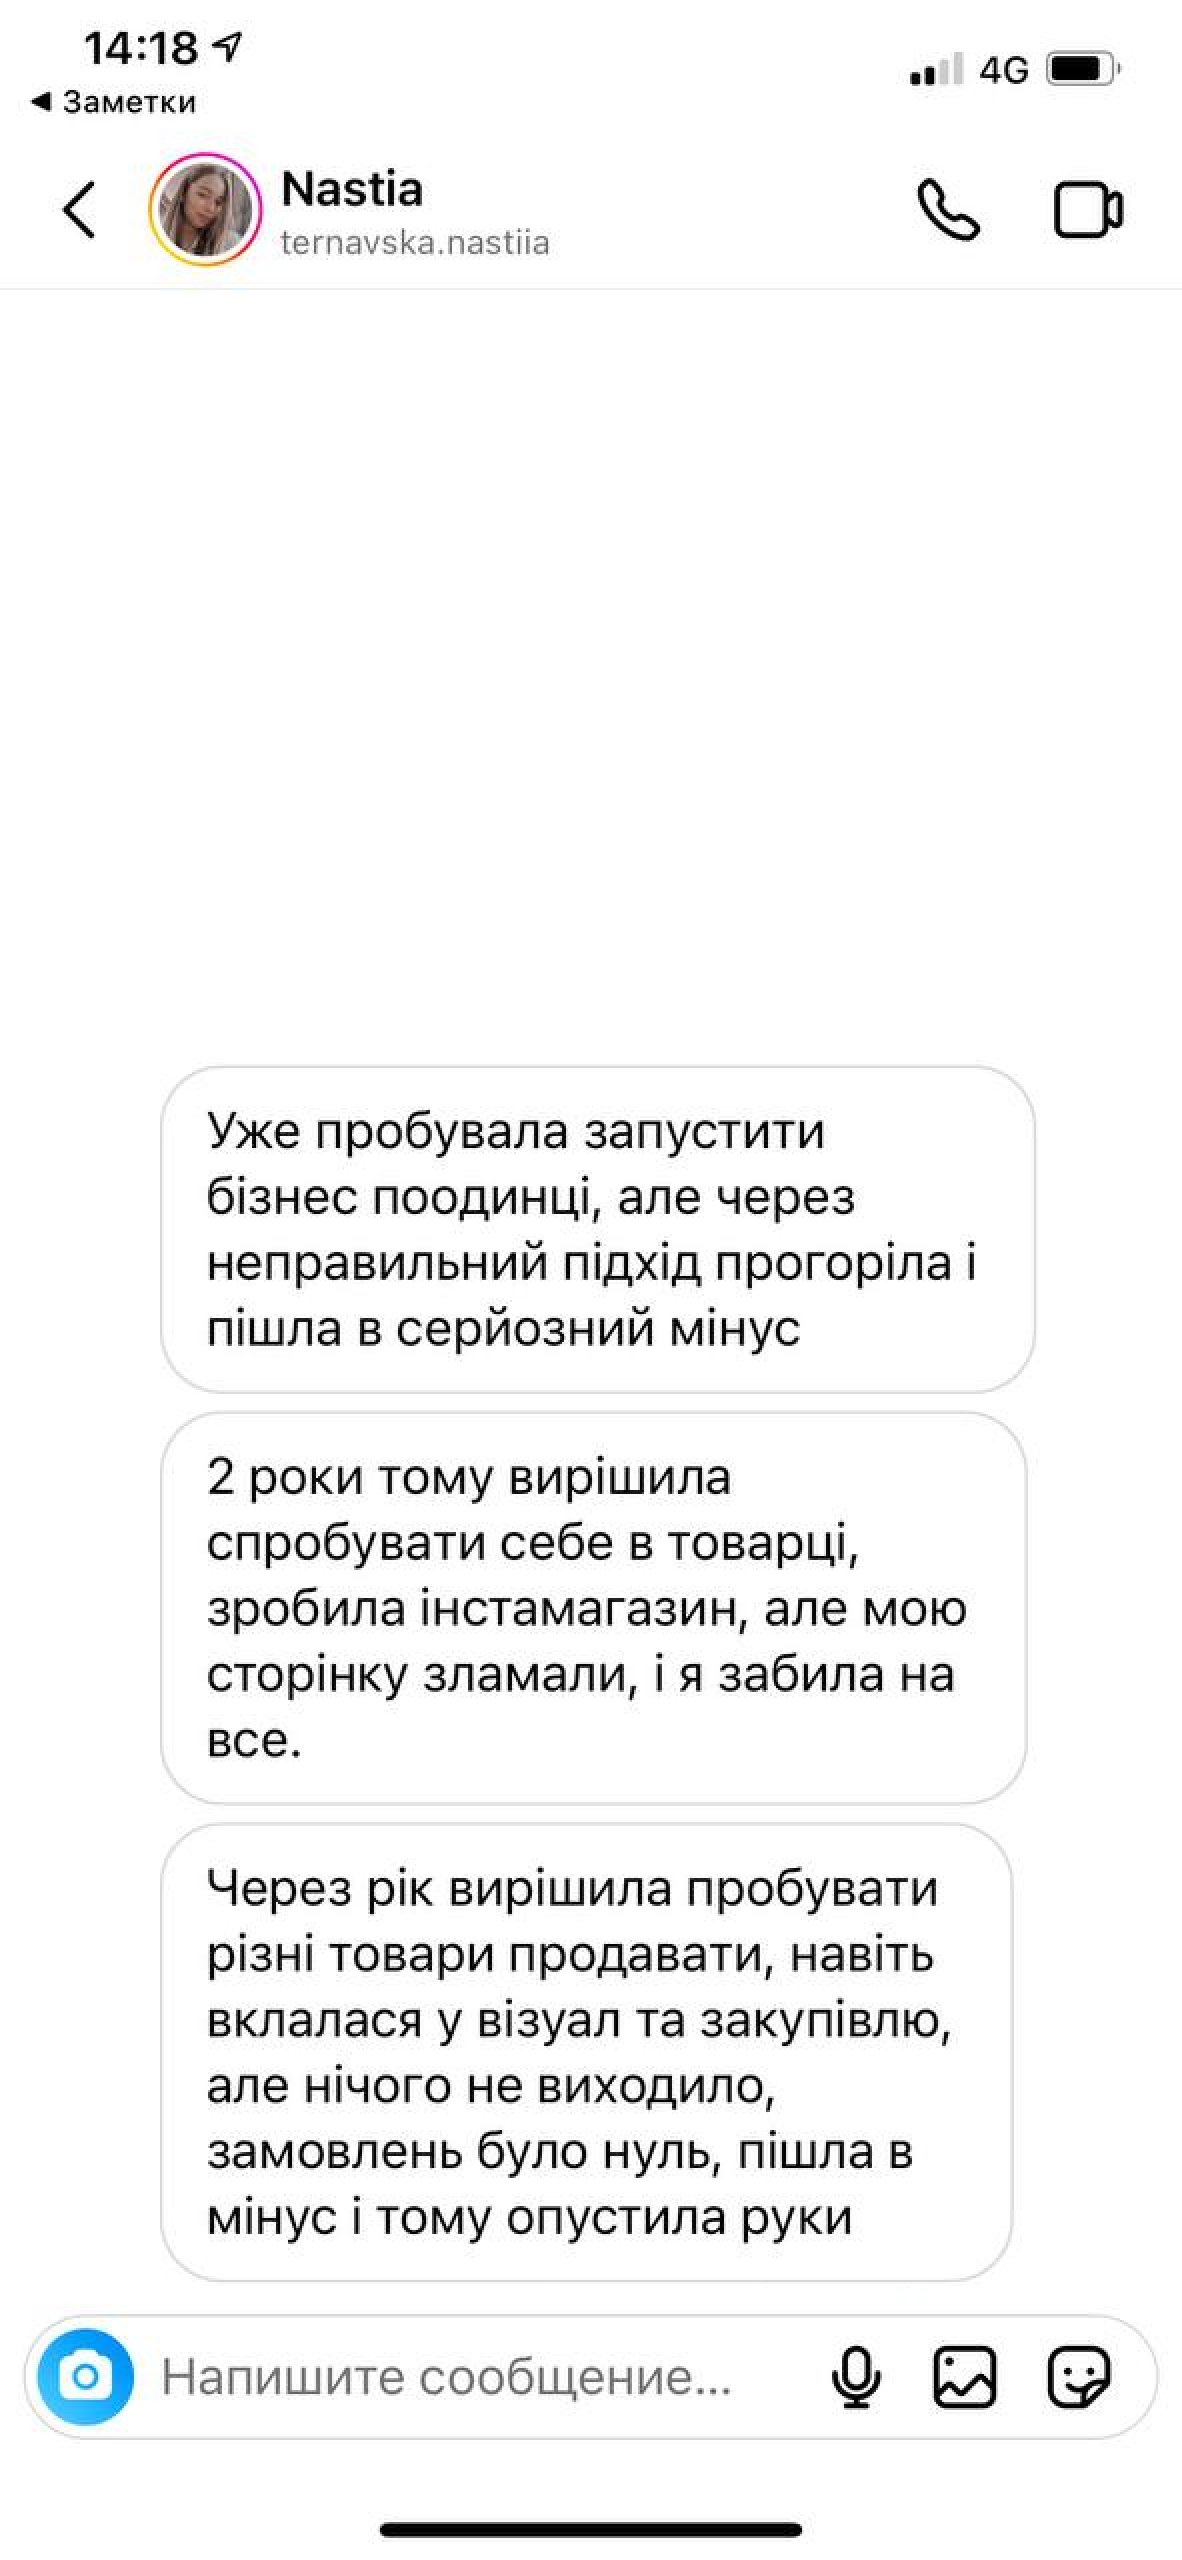 14:18
Заметки
4G
Nastia
ternavska.nastiia
Уже пробувала запустити
бізнес поодинці, але через
неправильний підхід прогоріла і
пішла в серйозний мінус
2 роки тому вирішила
спробувати себе в товарці,
зробила інстамагазин, але мою
сторінку зламали, і я забила на
все.
Через рік вирішила пробувати
різні товари продавати, навіть
вклалася у візуал та закупівлю,
але нічого не виходило,
замовлень було нуль, пішла в
мінус і тому опустила руки
Напишите сообщение...